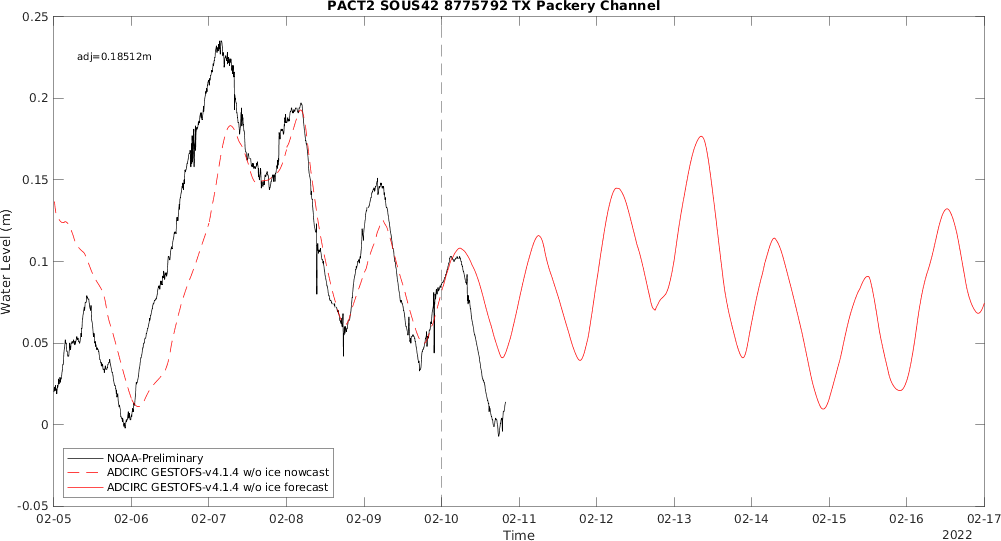 PACT2 SOUS42 8775792 TX Packery Channel
0.25
0.2
0.15
0.1
0.05
0
-0.05
Water Level (m)
adj=0.18512m
NOAA-Preliminary
ADCIRC GESTOFS-v4.1.4 w/o ice nowcast
ADCIRC GESTOFS-v4.1.4 w/o ice forecast
02-05 02-06 02-07 02-08 02-09 02-10 02-11 02-12 02-13 02-14 02-15 02-16 02-17
Time
2022